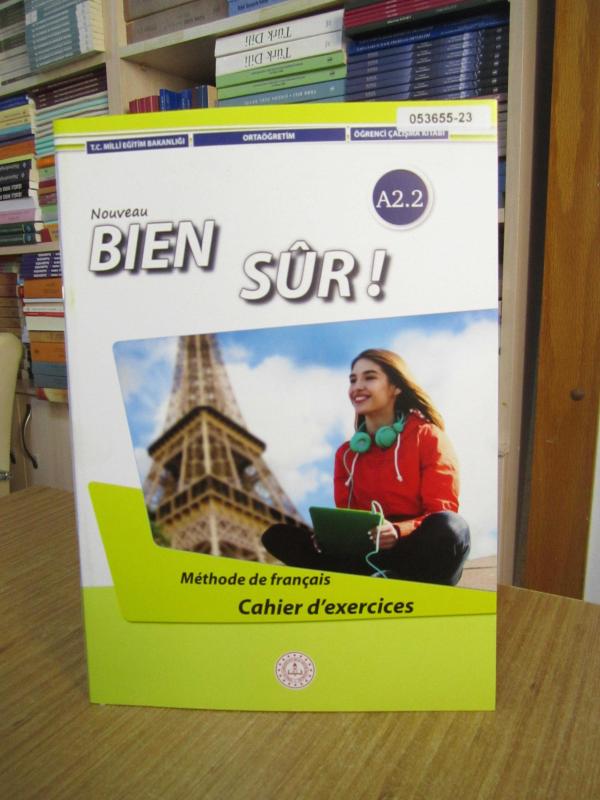 Türk Dili
Türk Dili
053655-23
T.C. MİLLÎ EĞİTİM BAKANLIĞI
ORTAÖĞRETİM
ÖĞRENCİ ÇALIŞMA KİTABI
A2.2
Nouveau
BIEN
SÛR !
Méthode de français
Cahier d'exercices